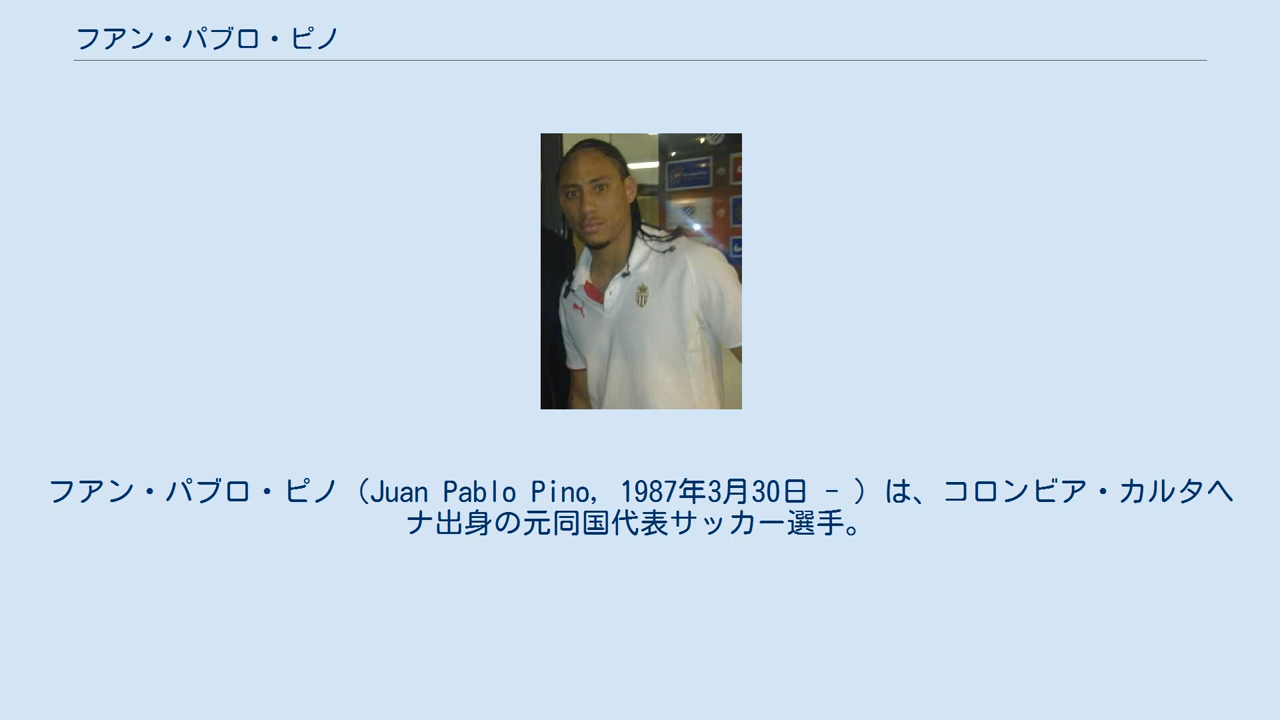 フアン・パブロ・ピノ
フアン・パブロ・ピノ（Juan Pablo Pino, 1987年3月30日 - ）は、コロンビア・カルタヘ
ナ出身の元同国代表サッカー選手。